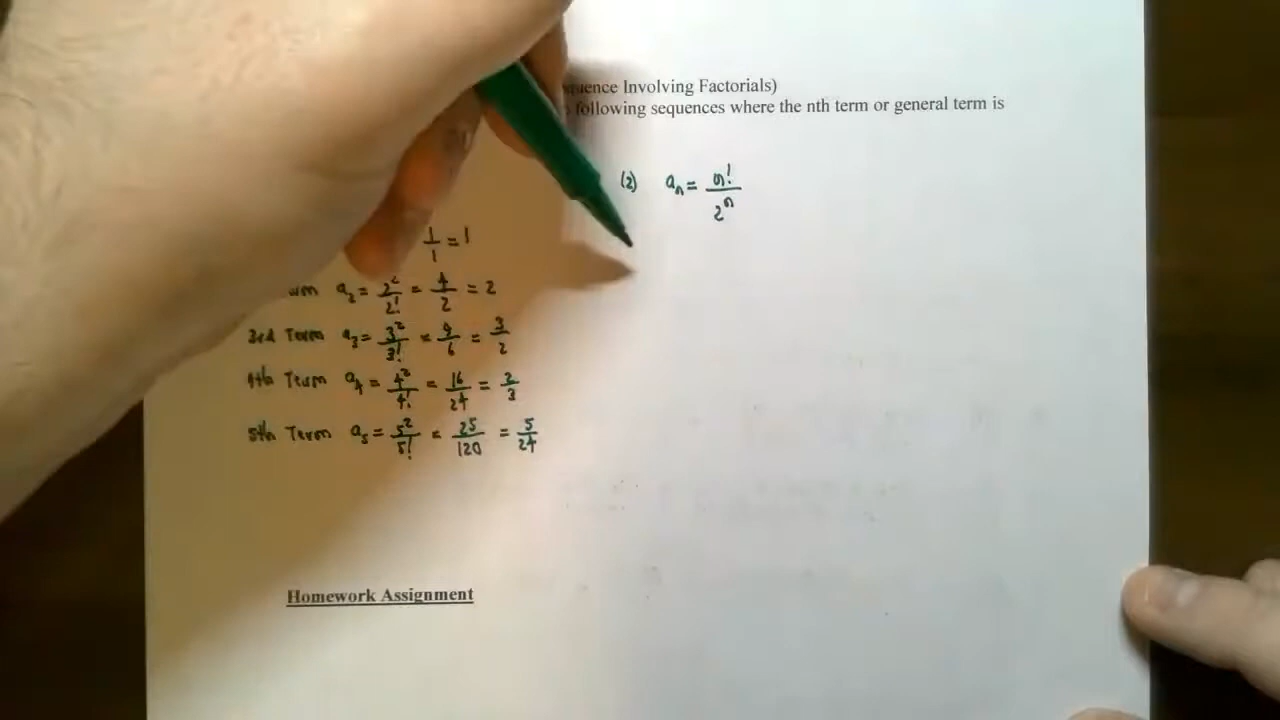 Involving Factorials)
following sequences where the nth term or general term is
(2) aₙ = n!/2ⁿ
1/1 = 1
a₂ = 2²/2! = 4/2 = 2
3rd Term a₃ = 3²/3! = 9/6 = 3/2
4th Term a₄ = 4²/4! = 16/24 = 2/3
5th Term a₅ = 5²/5! = 25/120 = 5/24
Homework Assignment